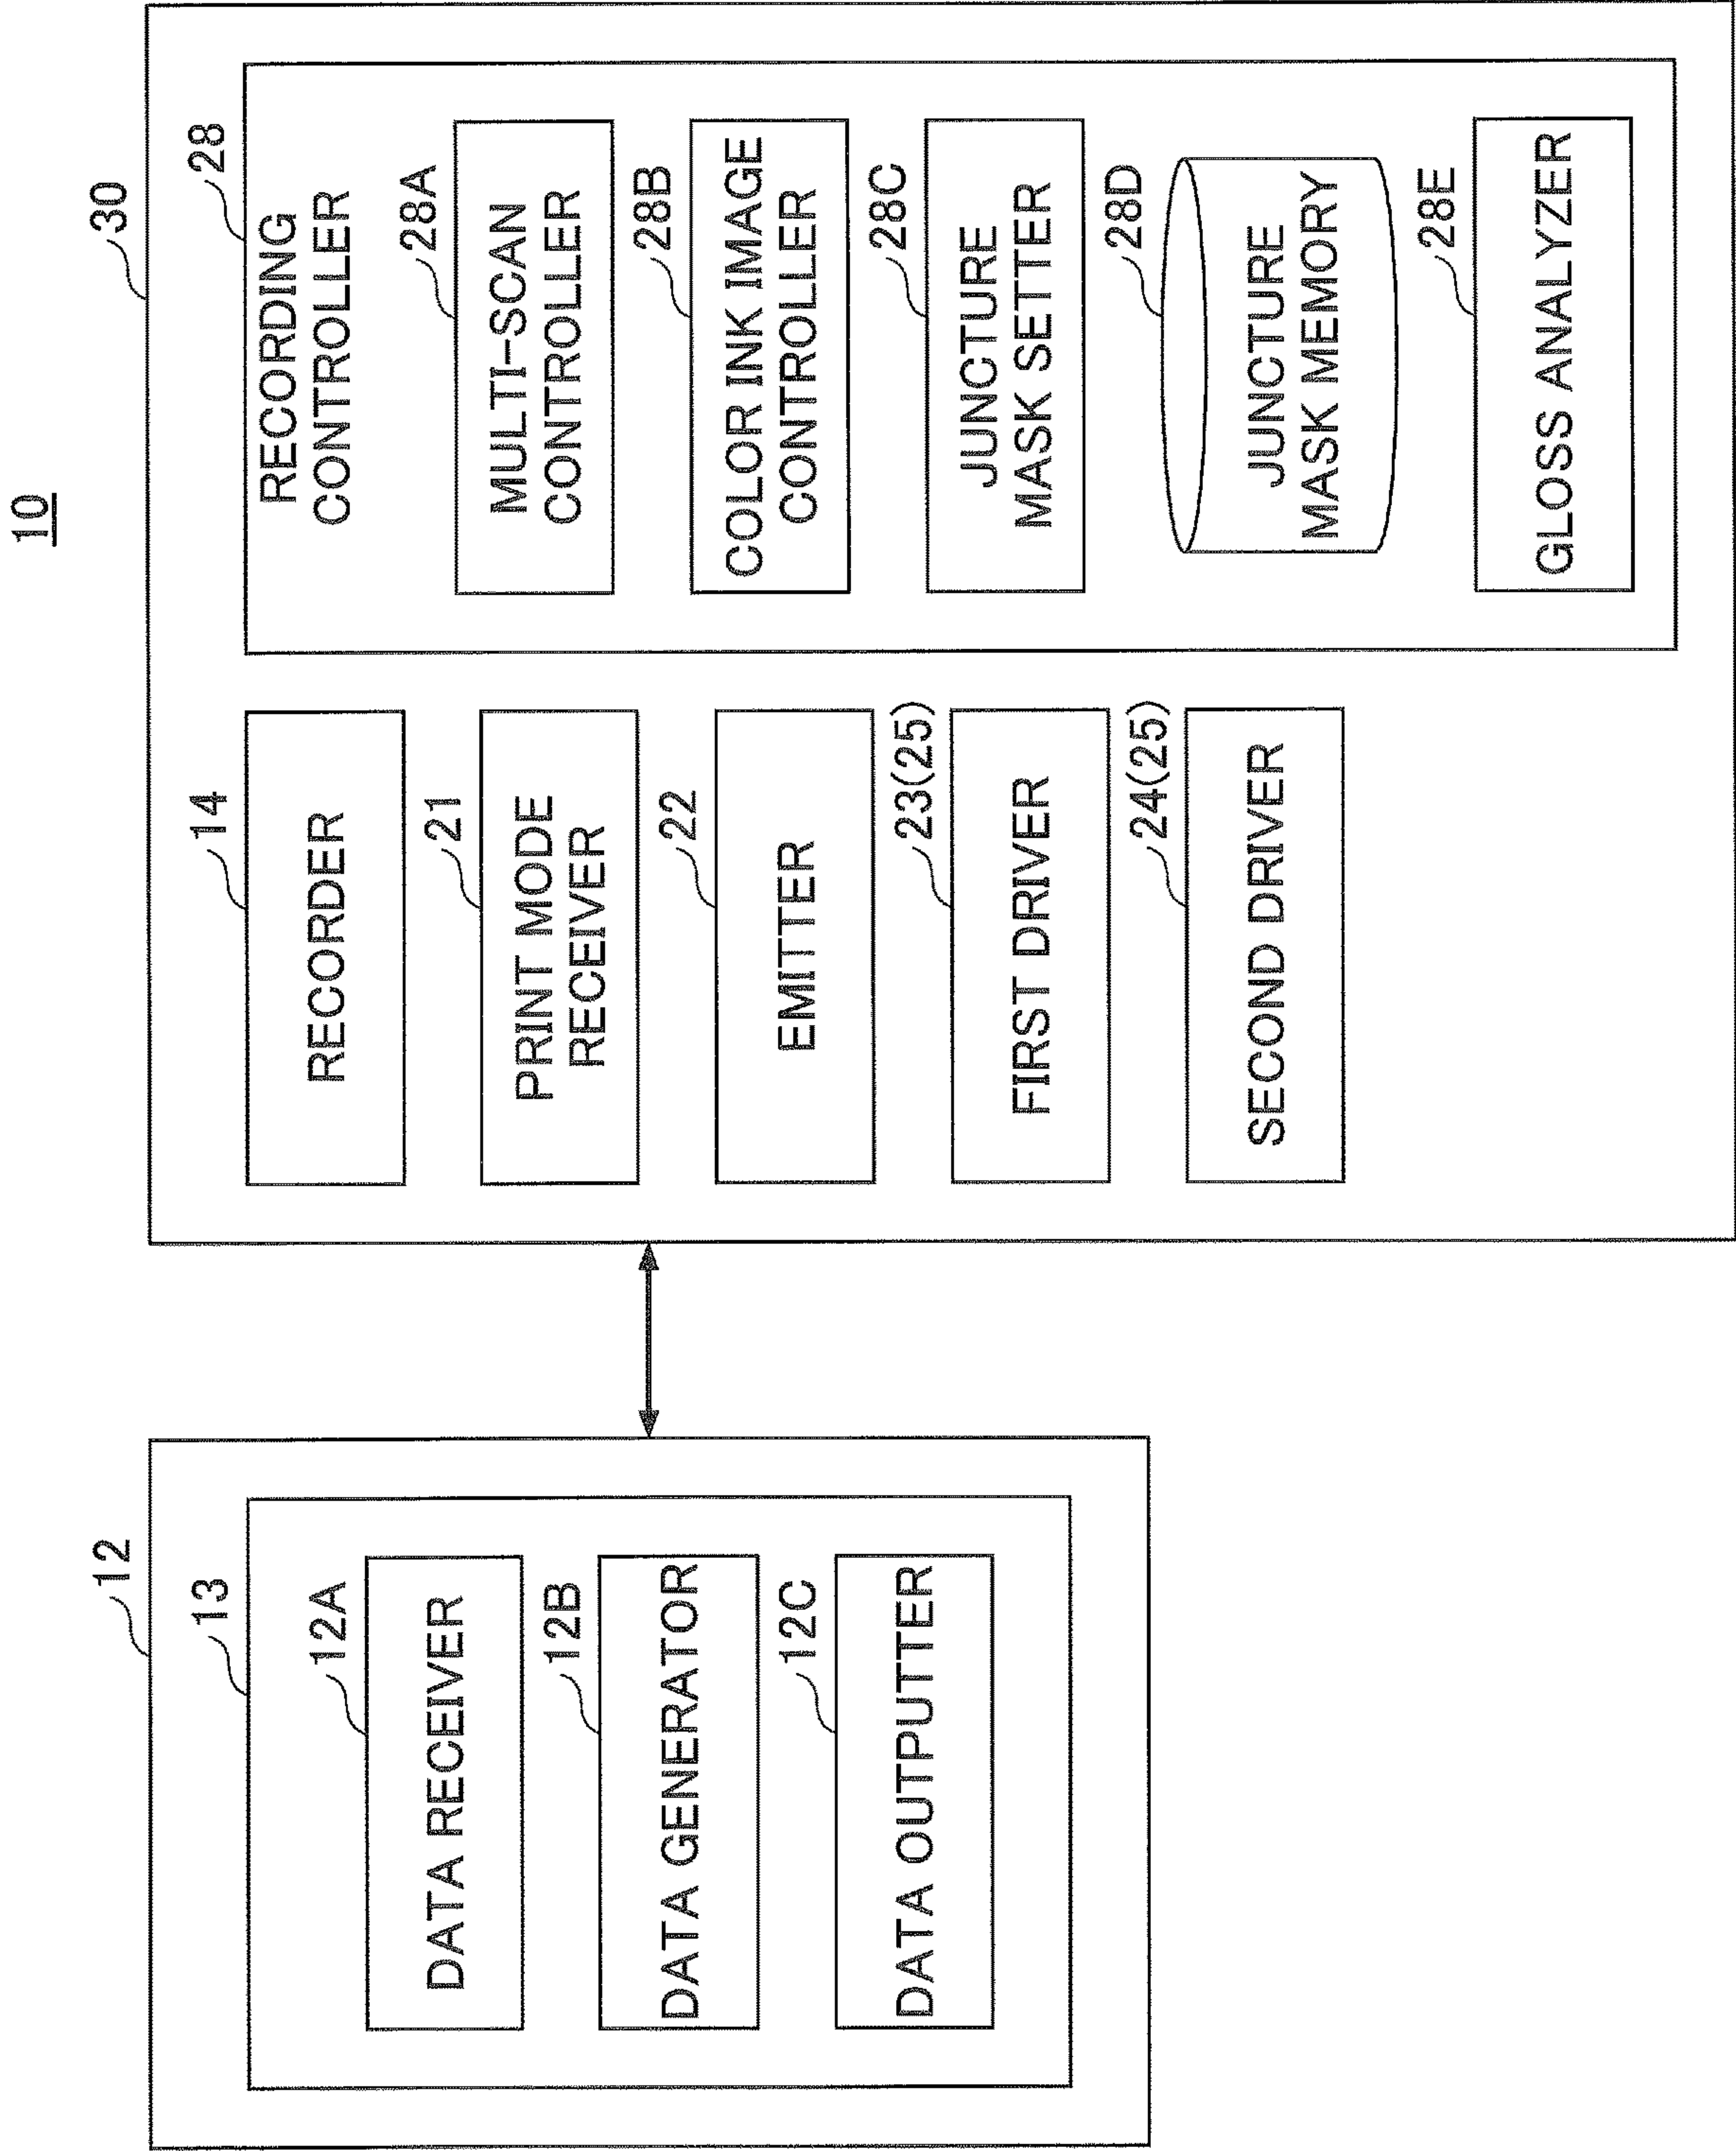 10
12
13
12A
DATA RECEIVER
12B
DATA GENERATOR
12C
DATA OUTPUTTER
30
14
RECORDER
21
PRINT MODE
RECEIVER
22
EMITTER
23(25)
FIRST DRIVER
24(25)
SECOND DRIVER
28
RECORDING
CONTROLLER
28A
MULTI-SCAN
CONTROLLER
28B
COLOR INK IMAGE
CONTROLLER
28C
JUNCTURE
MASK SETTER
28D
JUNCTURE
MASK MEMORY
28E
GLOSS ANALYZER